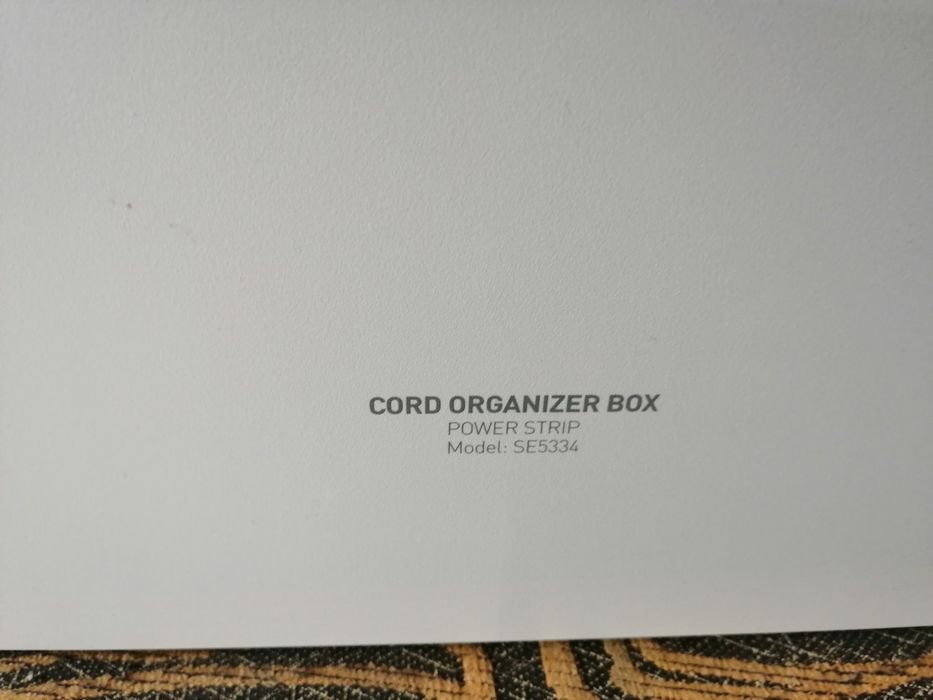 CORD ORGANIZER BOX
POWER STRIP
Model: SE5334